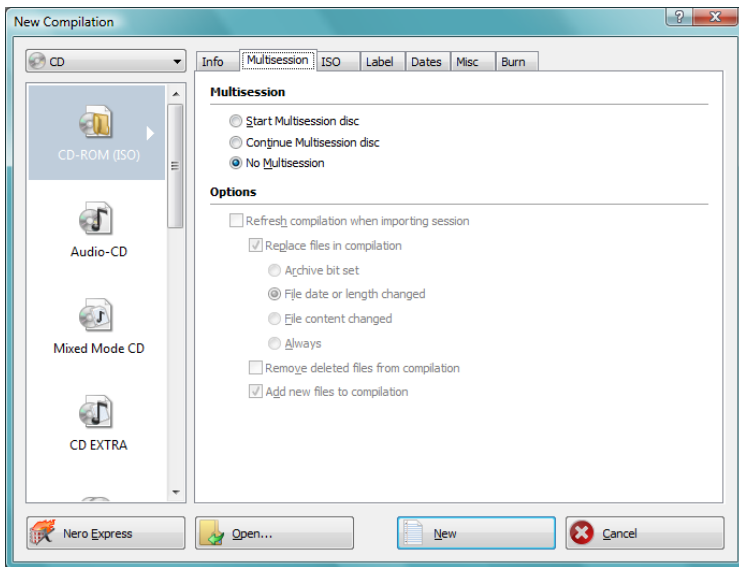 New Compilation
CD
CD-ROM (ISO)
Audio-CD
Mixed Mode CD
CD EXTRA
Info Multisession ISO Label Dates Misc Burn
Multisession
Start Multisession disc
Continue Multisession disc
No Multisession
Options
Refresh compilation when importing session
Replace files in compilation
Archive bit set
File date or length changed
File content changed
Always
Remove deleted files from compilation
Add new files to compilation
Nero Express Open... New Cancel